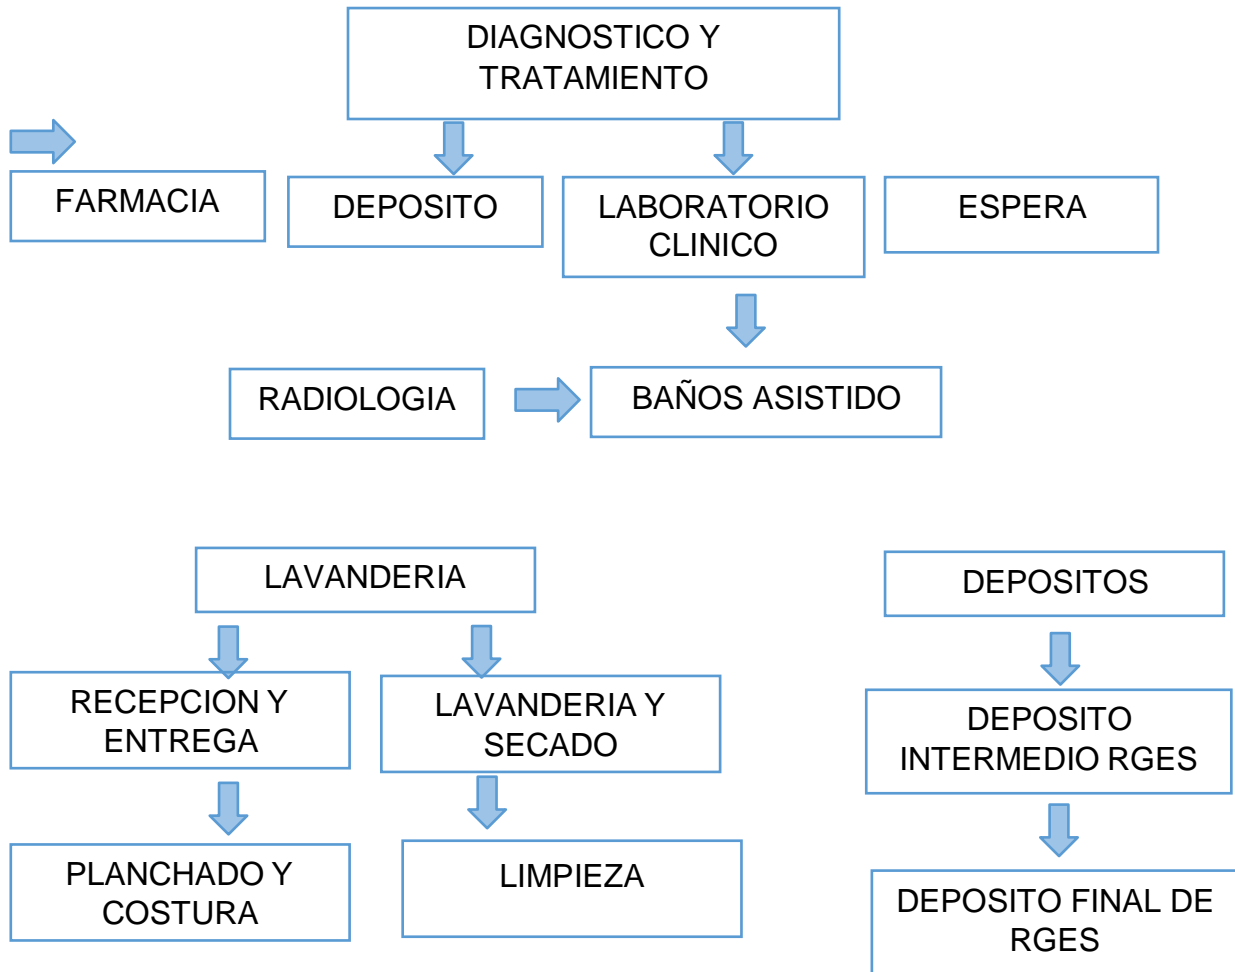 DIAGNOSTICO Y
TRATAMIENTO
FARMACIA
DEPOSITO
LABORATORIO
CLINICO
ESPERA
RADIOLOGIA
BAÑOS ASISTIDO
LAVANDERIA
DEPOSITOS
RECEPCION Y
ENTREGA
LAVANDERIA Y
SECADO
DEPOSITO
INTERMEDIO RGES
PLANCHADO Y
COSTURA
LIMPIEZA
DEPOSITO FINAL DE
RGES